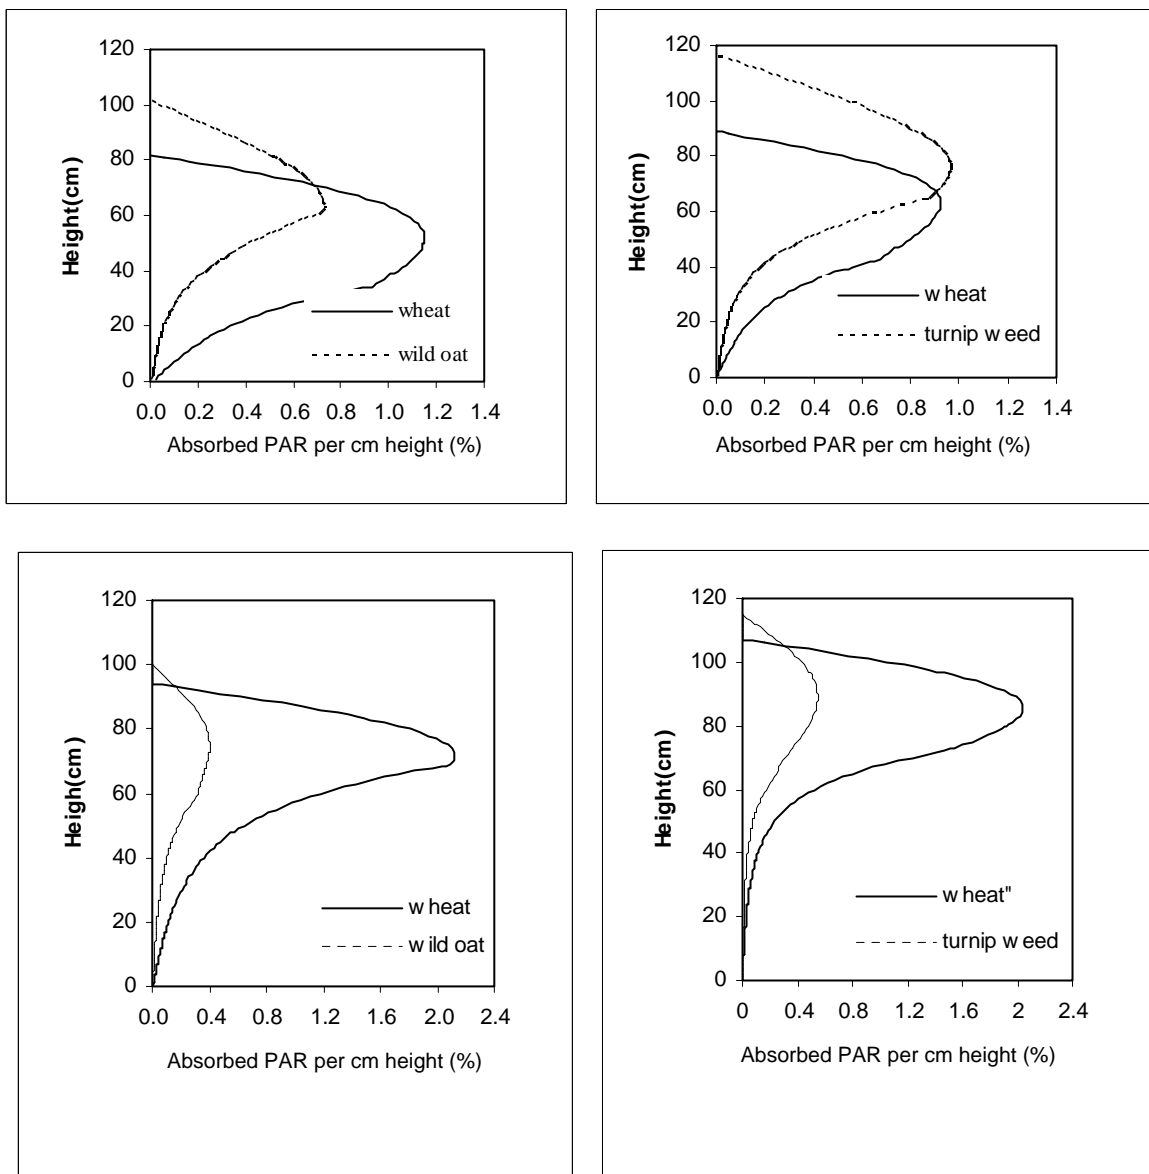 120
100
80
60
40
20
0
Height(cm)
wheat
wild oat
0.0 0.2 0.4 0.6 0.8 1.0 1.2 1.4
Absorbed PAR per cm height (%)
120
100
80
60
40
20
0
Height(cm)
w heat
turnip w eed
0.0 0.2 0.4 0.6 0.8 1.0 1.2 1.4
Absorbed PAR per cm height (%)
120
100
80
60
40
20
0
Heigh(cm)
w heat
w ild oat
0.0 0.4 0.8 1.2 1.6 2.0 2.4
Absorbed PAR per cm height (%)
120
100
80
60
40
20
0
Height(cm)
w heat"
turnip w eed
0 0.4 0.8 1.2 1.6 2 2.4
Absorbed PAR per cm height (%)